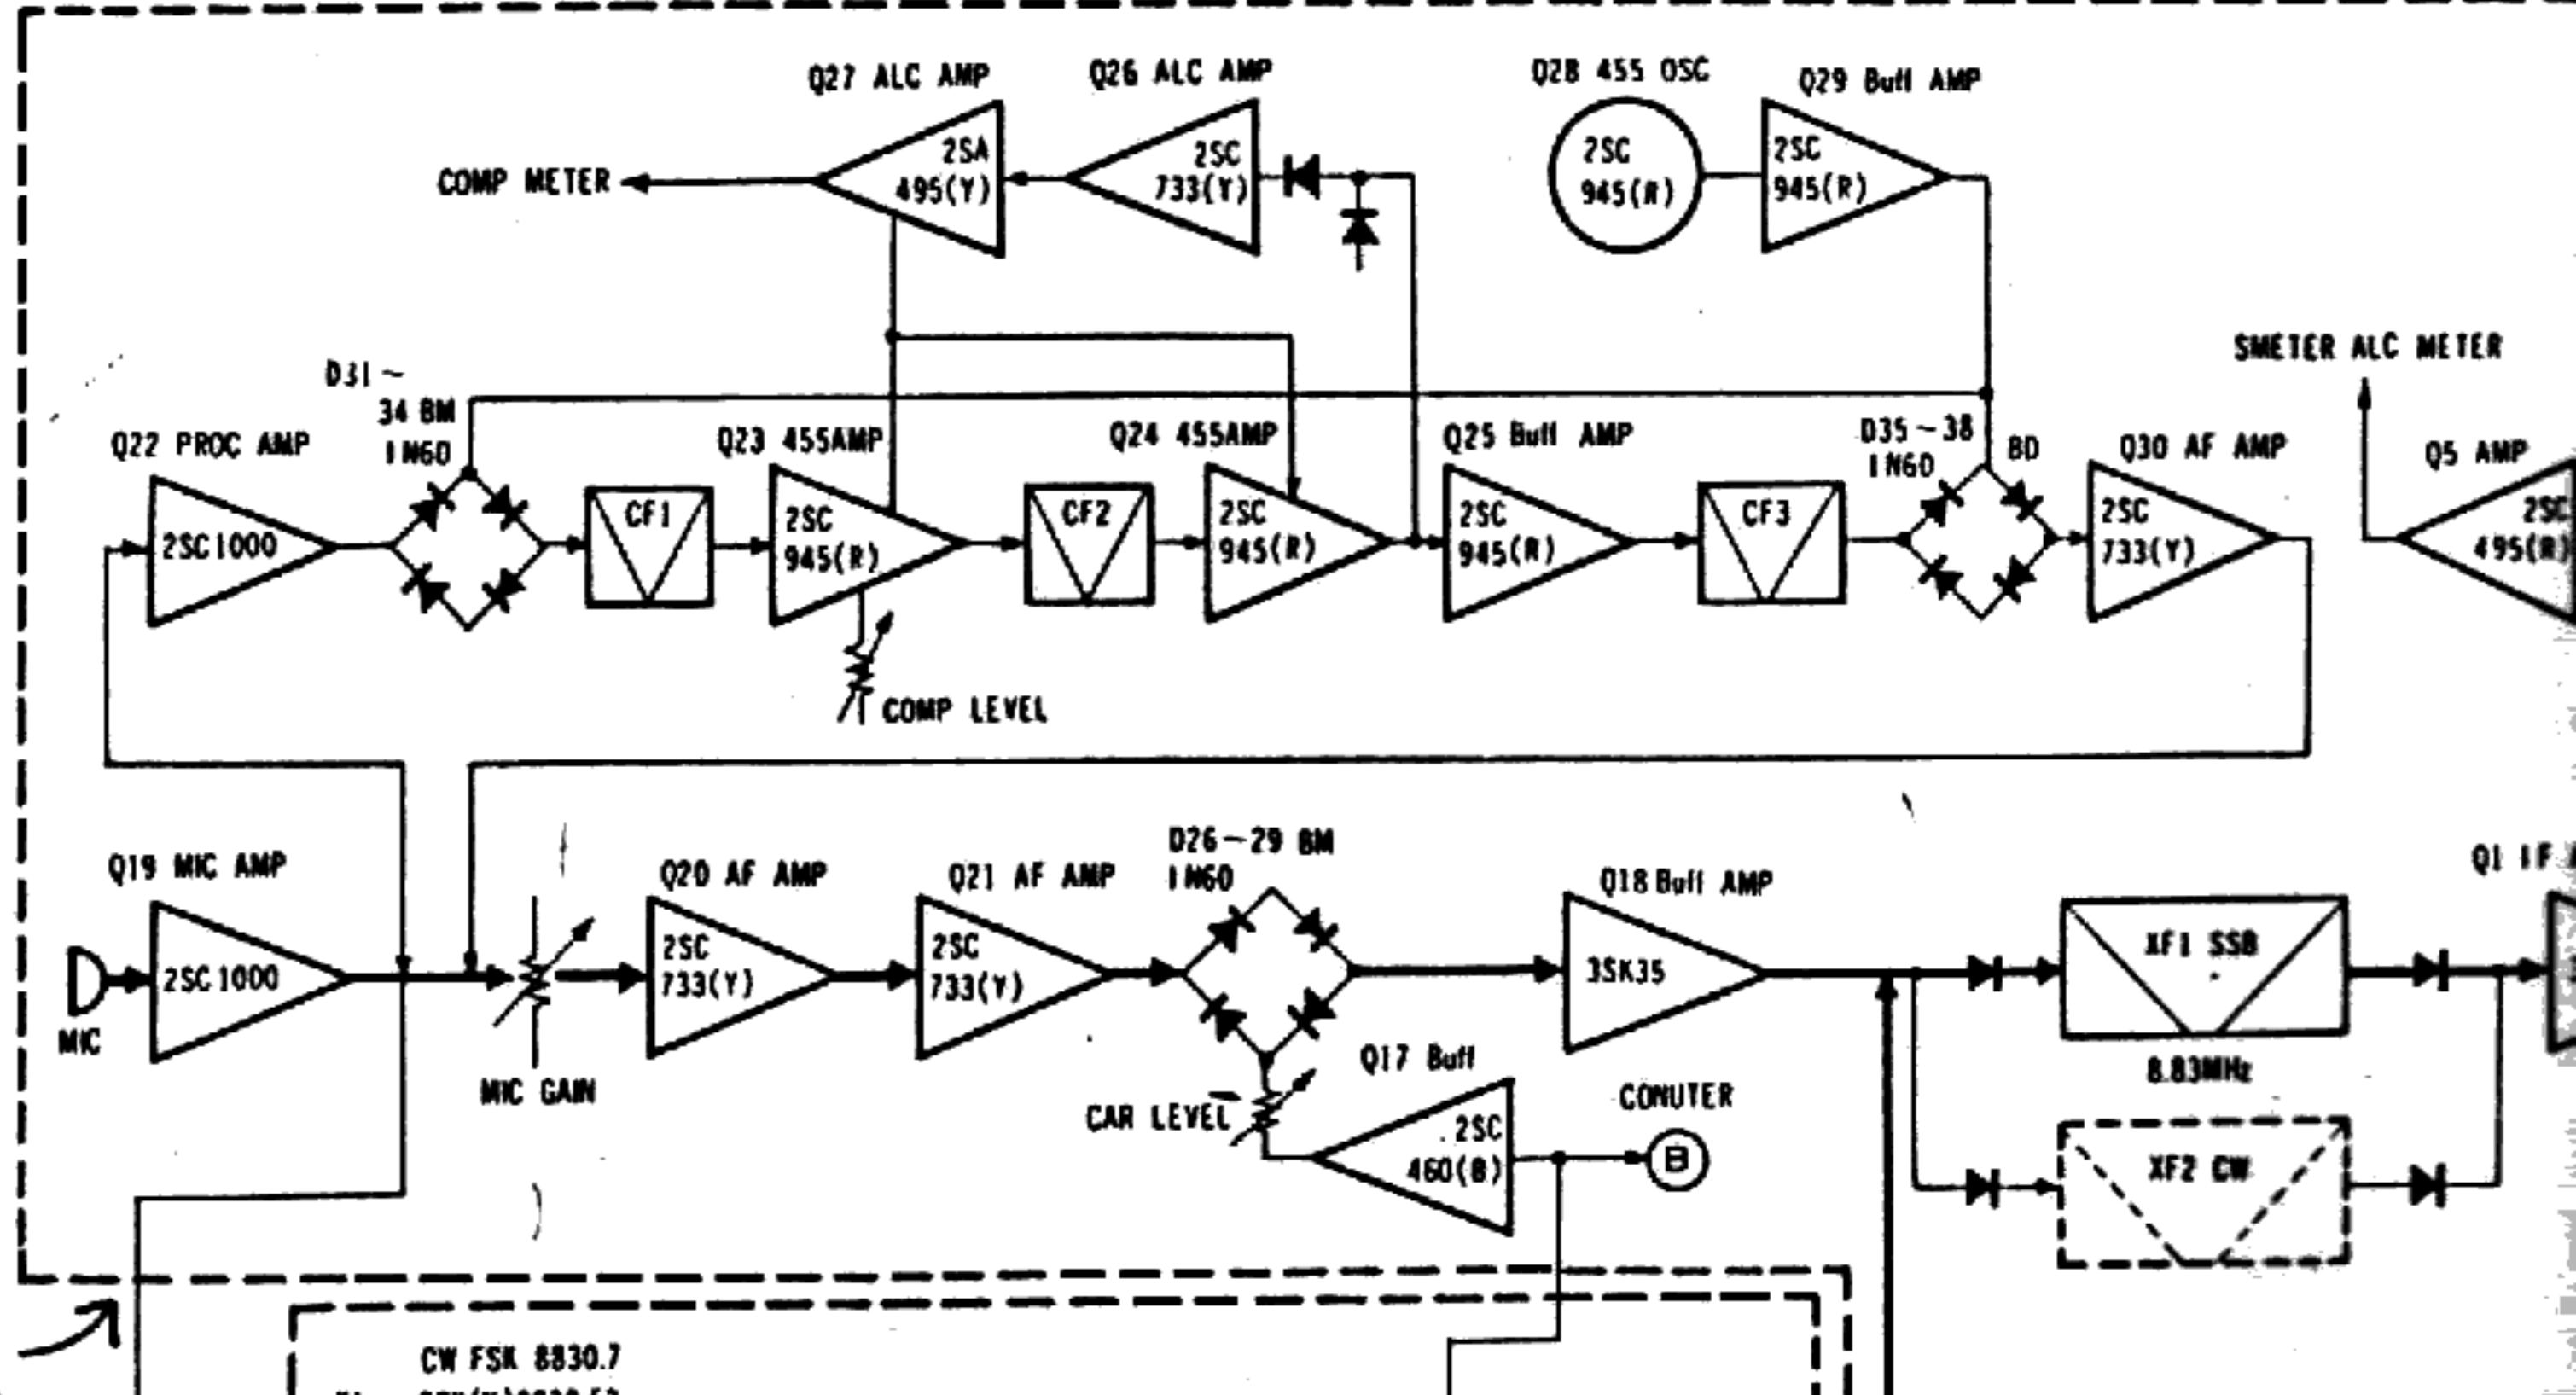 Q27 ALC AMP
Q26 ALC AMP
Q28 455 OSC
Q29 Buff AMP
COMP METER
2SA
495(Y)
2SC
733(Y)
2SC
945(R)
2SC
945(R)
SMETER ALC METER
D31~
34 BM
1N60
Q22 PROC AMP
Q23 455AMP
Q24 455AMP
Q25 Buff AMP
D35~38
1N60
BD
Q30 AF AMP
Q5 AMP
2SC1000
CF1
2SC
945(R)
CF2
2SC
945(R)
2SC
945(R)
CF3
2SC
733(Y)
2SC
495(R)
COMP LEVEL
Q19 MIC AMP
Q20 AF AMP
Q21 AF AMP
D26~29 BM
1N60
Q18 Buff AMP
Q1 IF
2SC1000
2SC
733(Y)
2SC
733(Y)
3SK35
XF1 SSB
MIC
MIC GAIN
8.83MHz
Q17 Buff
CAR LEVEL
2SC
460(B)
CONUTER
B
XF2 CW
CW FSK 8830.7